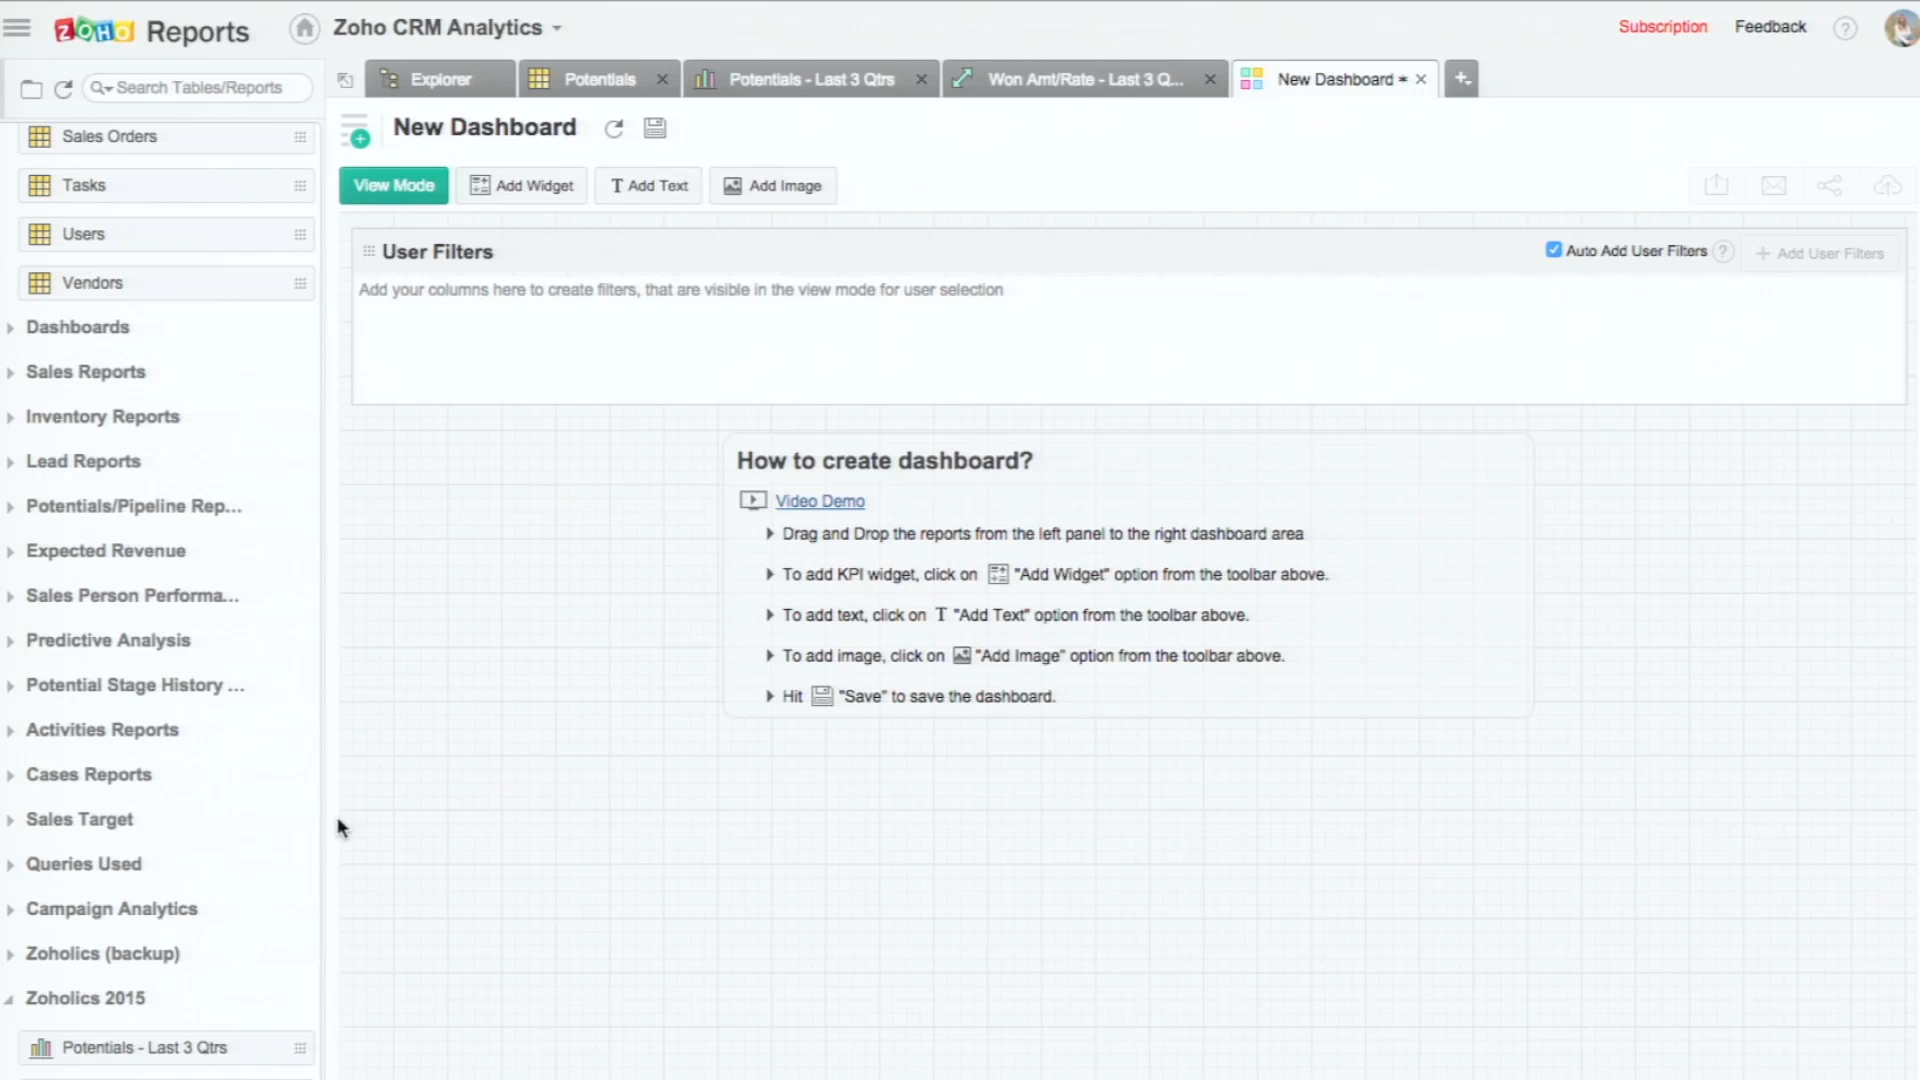 ZOHO Reports
Zoho CRM Analytics
Subscription
Feedback
?
Search Tables/Reports
Explorer
Potentials
Potentials - Last 3 Qtrs
Won Amt/Rate - Last 3 Q...
New Dashboard *
New Dashboard
View Mode
Add Widget
T Add Text
Add Image
Sales Orders
Tasks
Users
Vendors
Dashboards
Sales Reports
Inventory Reports
Lead Reports
Potentials/Pipeline Rep...
Expected Revenue
Sales Person Performa...
Predictive Analysis
Potential Stage History ...
Activities Reports
Cases Reports
Sales Target
Queries Used
Campaign Analytics
Zoholics (backup)
Zoholics 2015
Potentials - Last 3 Qtrs
User Filters
Auto Add User Filters ?
+ Add User Filters
Add your columns here to create filters, that are visible in the view mode for user selection
How to create dashboard?
Video Demo
Drag and Drop the reports from the left panel to the right dashboard area
To add KPI widget, click on "Add Widget" option from the toolbar above.
To add text, click on T "Add Text" option from the toolbar above.
To add image, click on "Add Image" option from the toolbar above.
Hit "Save" to save the dashboard.